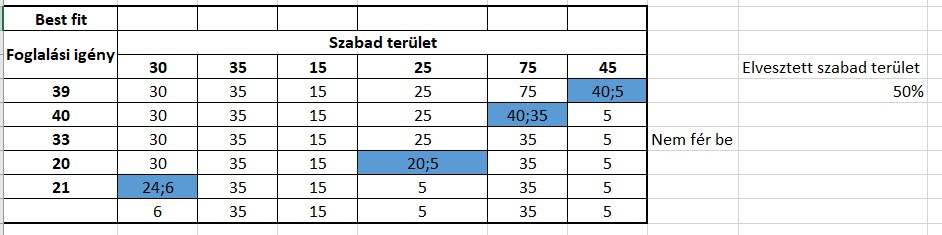 Best fit
Foglalási igény Szabad terület
30 35 15 25 75 45 Elvesztett szabad terület
39 30 35 15 25 75 40;5 50%
40 30 35 15 25 40;35 5
33 30 35 15 25 35 5 Nem fér be
20 30 35 15 20;5 35 5
21 24;6 35 15 5 35 5
6 35 15 5 35 5